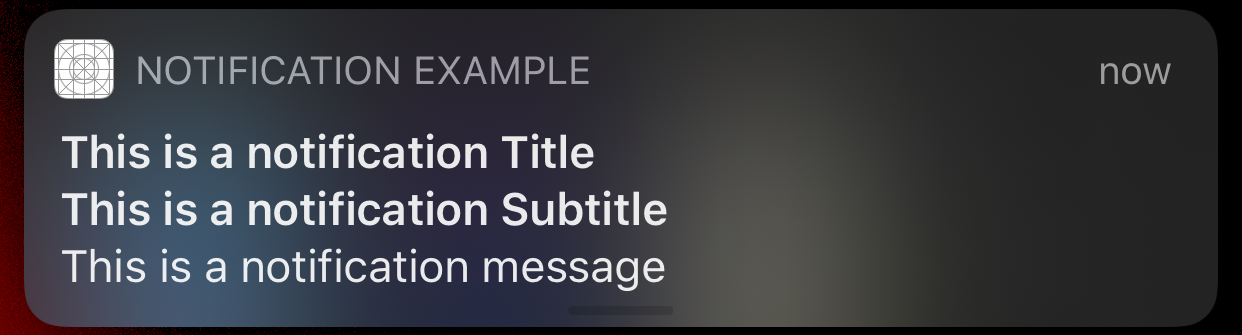 NOTIFICATION EXAMPLE now
This is a notification Title
This is a notification Subtitle
This is a notification message